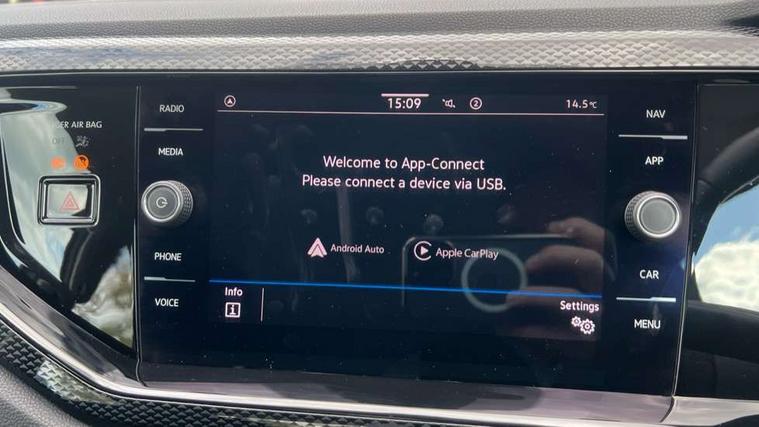 RADIO
MEDIA
PHONE
VOICE
AIR BAG
15:09
2
14.5°C
Welcome to App-Connect
Please connect a device via USB.
Android Auto
Apple CarPlay
Info
i
Settings
NAV
APP
CAR
MENU